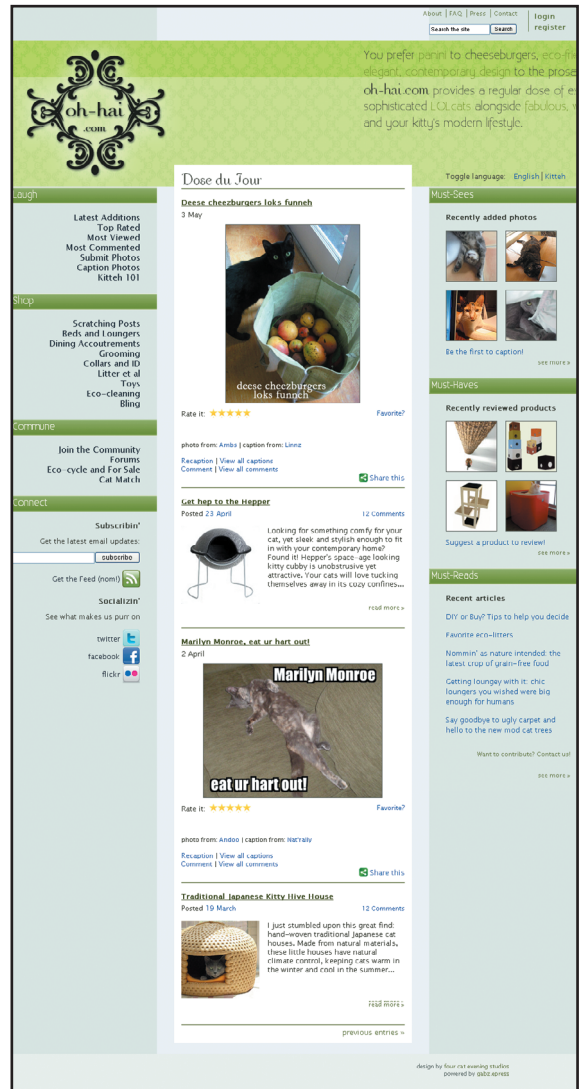 About | FAQ | Press | Contact
login
register
Search the site
Search
oh-hai
.com
You prefer panini to cheeseburgers, eco-frie
elegant, contemporary design to the prosa
oh-hai.com provides a regular dose of es
sophisticated LOLcats alongside fabulous,
and your kitty's modern lifestyle.
Toggle language: English | Kitteh
Laugh
Latest Additions
Top Rated
Most Viewed
Most Commented
Submit Photos
Caption Photos
Kitteh 101
Shop
Scratching Posts
Beds and Loungers
Dining Accoutrements
Grooming
Collars and ID
Litter et al
Toys
Eco-cleaning
Bling
Commune
Join the Community
Forums
Eco-cycle and For Sale
Cat Match
Connect
Subscribin'
Get the latest email updates:
subscribe
Get the Feed (nom!)
Socializin'
See what makes us purr on
twitter
facebook
flickr
Dose du Jour
Deese cheezburgers loks funneh
3 May
deese cheezburgers
loks funneh
Rate it:
Favorite?
photo from: Ambs | caption from: Linnz
Recaption | View all captions
Comment | View all comments
Share this
Get hep to the Hepper
Posted 23 April
12 Comments
Looking for something comfy for your
cat, yet sleek and stylish enough to fit
in with your contemporary home?
Found it! Hepper's space-age looking
kitty cubby is unobstrusive yet
attractive. Your cats will love tucking
themselves away in its cozy confines...
read more »
Marilyn Monroe, eat ur hart out!
2 April
Marilyn Monroe
eat ur hart out!
Rate it:
Favorite?
photo from: Andoo | caption from: Nat'rally
Recaption | View all captions
Comment | View all comments
Share this
Traditional Japanese Kitty Hive House
Posted 19 March
12 Comments
I just stumbled upon this great find:
hand-woven traditional Japanese cat
houses. Made from natural materials,
these little houses have natural
climate control, keeping cats warm in
the winter and cool in the summer...
read more »
previous entries »
Must-Sees
Recently added photos
Be the first to caption!
see more »
Must-Haves
Recently reviewed products
Suggest a product to review!
see more »
Must-Reads
Recent articles
DIY or Buy? Tips to help you decide
Favorite eco-litters
Nommin' as nature intended: the
latest crop of grain-free food
Getting loungey with it: chic
loungers you wished were big
enough for humans
Say goodbye to ugly carpet and
hello to the new mod cat trees
Want to contribute? Contact us!
see more »
design by four cat evening studios
powered by